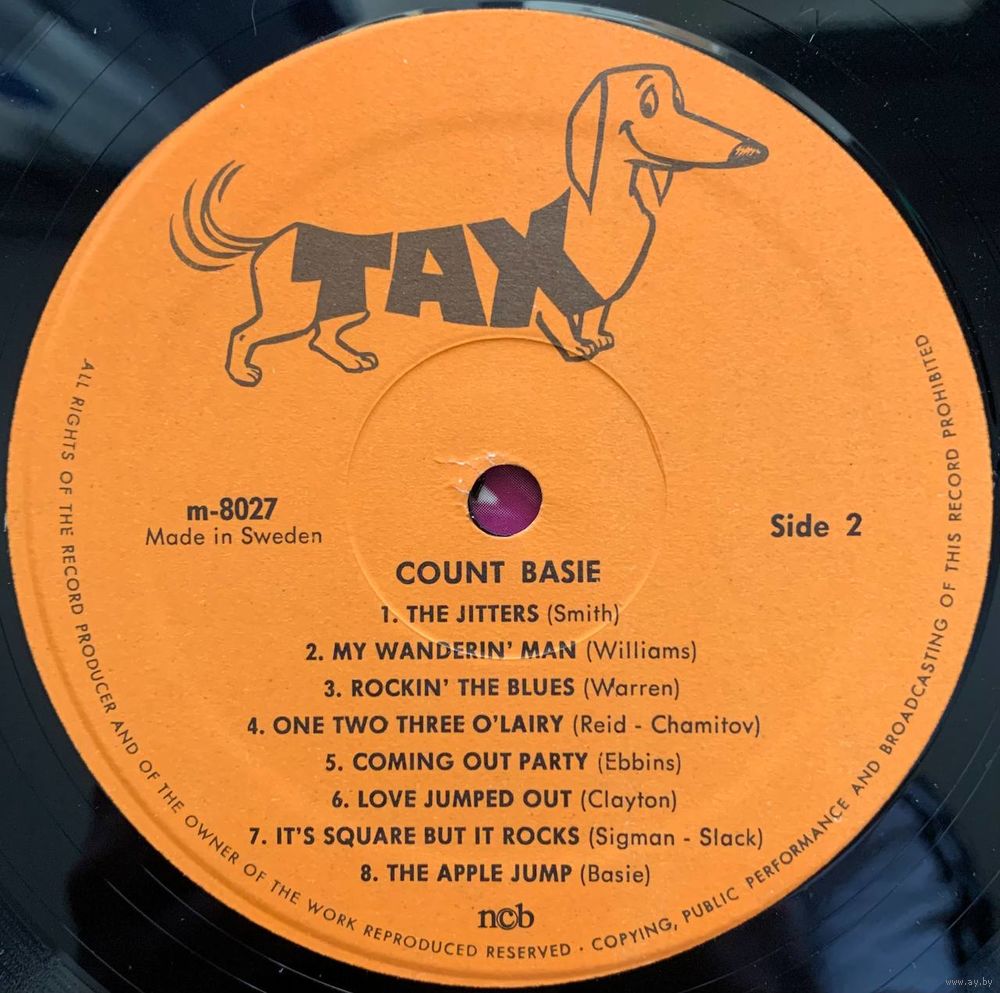 TAX
m-8027
Made in Sweden
Side 2
COUNT BASIE
1. THE JITTERS (Smith)
2. MY WANDERIN' MAN (Williams)
3. ROCKIN' THE BLUES (Warren)
4. ONE TWO THREE O'LAIRY (Reid - Chamitov)
5. COMING OUT PARTY (Ebbins)
6. LOVE JUMPED OUT (Clayton)
7. IT'S SQUARE BUT IT ROCKS (Sigman - Slack)
8. THE APPLE JUMP (Basie)
ncb
ALL RIGHTS OF THE RECORD PRODUCER AND OF THE OWNER OF THE WORK REPRODUCED RESERVED · COPYING, PUBLIC PERFORMANCE AND BROADCASTING OF THIS RECORD PROHIBITED
www.ay.by